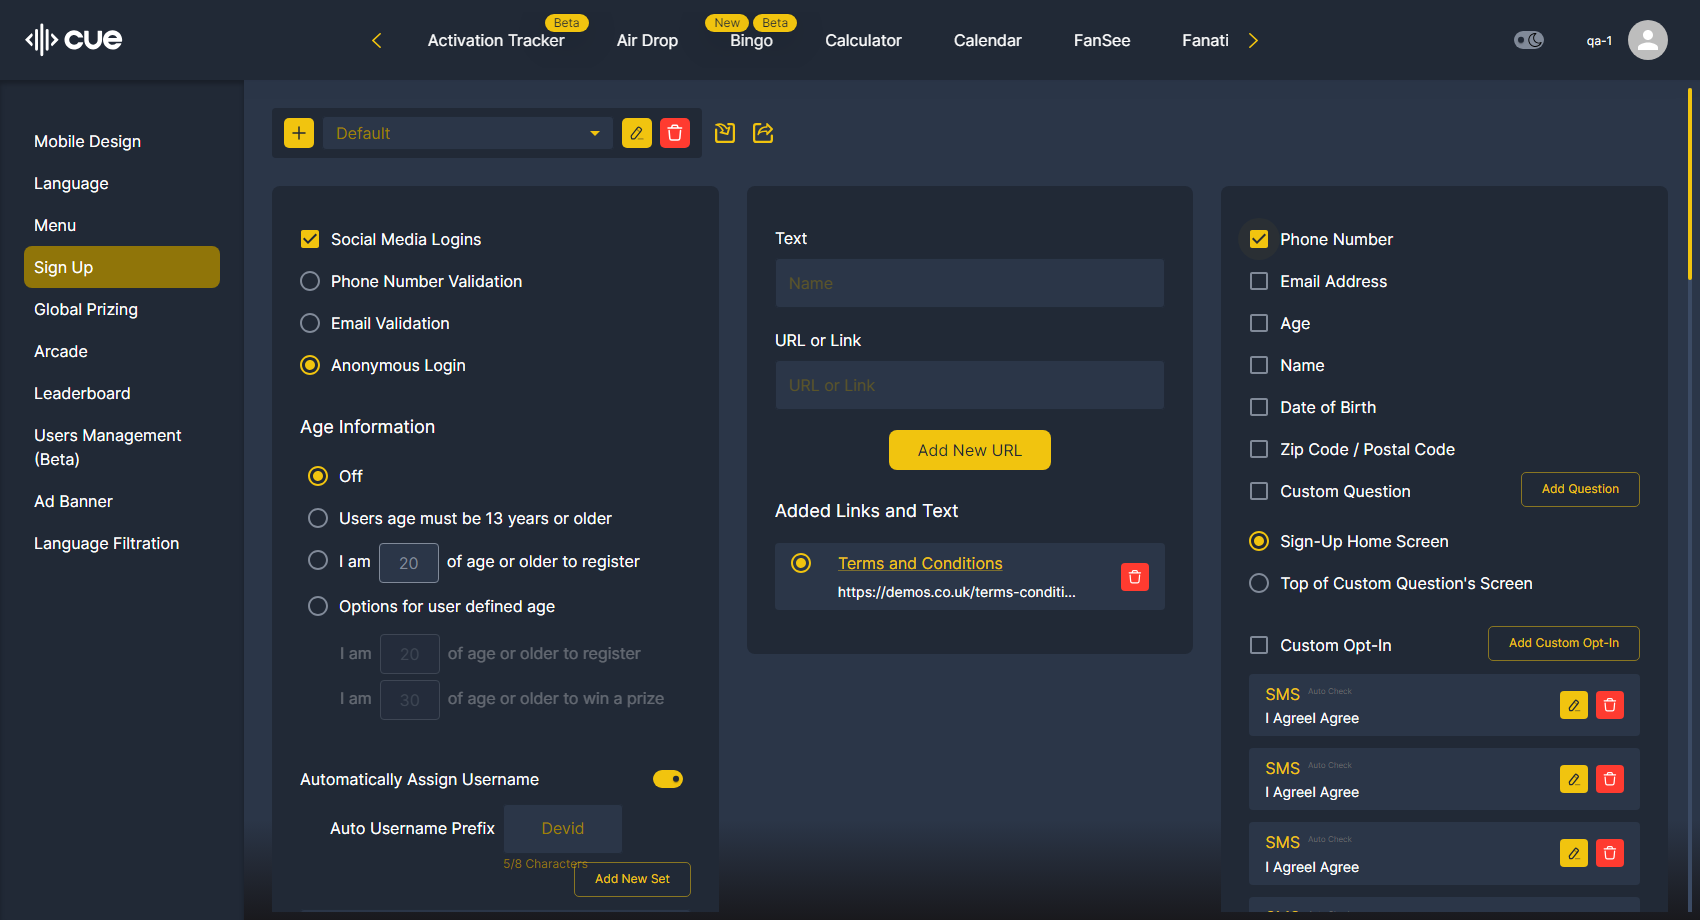 cue
Activation Tracker
Beta
Air Drop
New
Beta
Bingo
Calculator
Calendar
FanSee
Fanati
qa-1
Mobile Design
Language
Menu
Sign Up
Global Prizing
Arcade
Leaderboard
Users Management
(Beta)
Ad Banner
Language Filtration
Default
Social Media Logins
Phone Number Validation
Email Validation
Anonymous Login
Age Information
Off
Users age must be 13 years or older
I am 20 of age or older to register
Options for user defined age
I am 20 of age or older to register
I am 30 of age or older to win a prize
Automatically Assign Username
Auto Username Prefix Devid
5/8 Characters
Add New Set
Text
Name
URL or Link
URL or Link
Add New URL
Added Links and Text
Terms and Conditions
https://demos.co.uk/terms-conditi...
Phone Number
Email Address
Age
Name
Date of Birth
Zip Code / Postal Code
Custom Question
Add Question
Sign-Up Home Screen
Top of Custom Question's Screen
Custom Opt-In
Add Custom Opt-In
SMS Auto Check
I AgreeI Agree
SMS Auto Check
I AgreeI Agree
SMS Auto Check
I AgreeI Agree